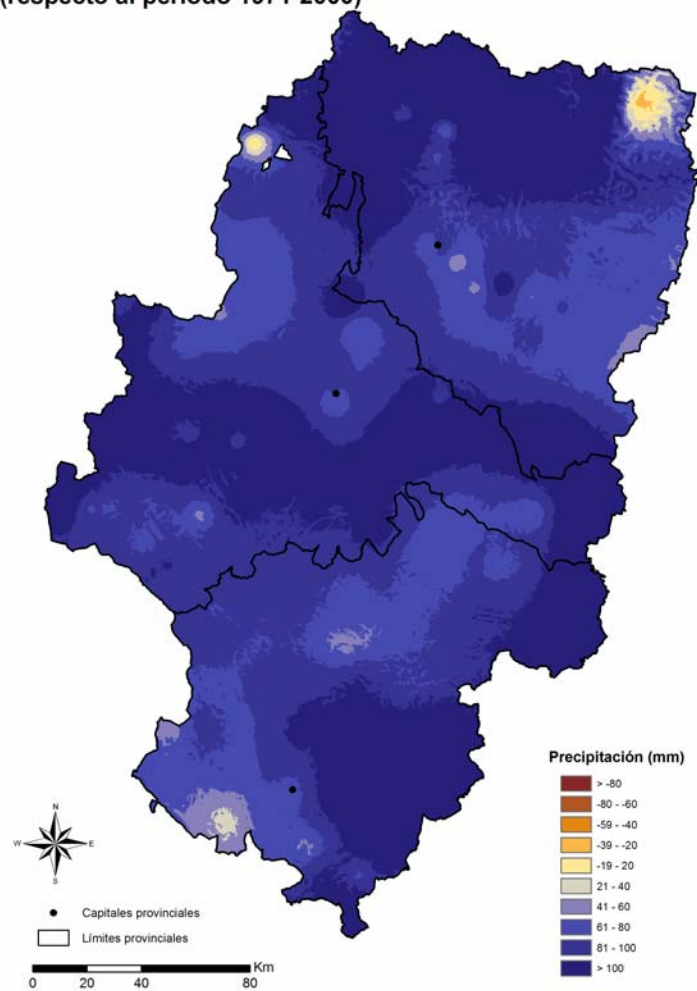 (respecto al periodo 1971-2000)
Precipitación (mm)
> -80
-80 - -60
-59 - -40
-39 - -20
-19 - 20
21 - 40
41 - 60
61 - 80
81 - 100
> 100
N
W
E
S
Capitales provinciales
Límites provinciales
Km
0 20 40 80